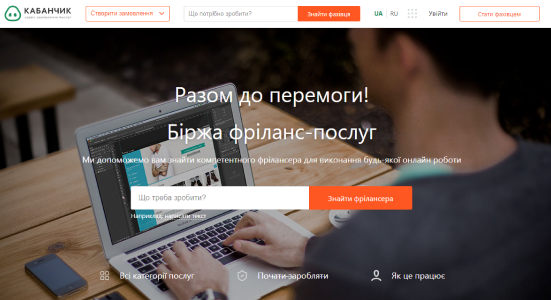 КАБАНЧИК
Створити замовлення
Що потрібно зробити?
Знайти фахівця
UA | RU
Увійти
Стати фахівцем
Разом до перемоги!
Біржа фріланс-послуг
Ми допоможемо вам знайти компетентного фрілансера для виконання будь-якої онлайн роботи
Що треба зробити?
Знайти фрілансера
Наприклад, написати текст
Всі категорії послуг
Почати заробляти
Як це працює